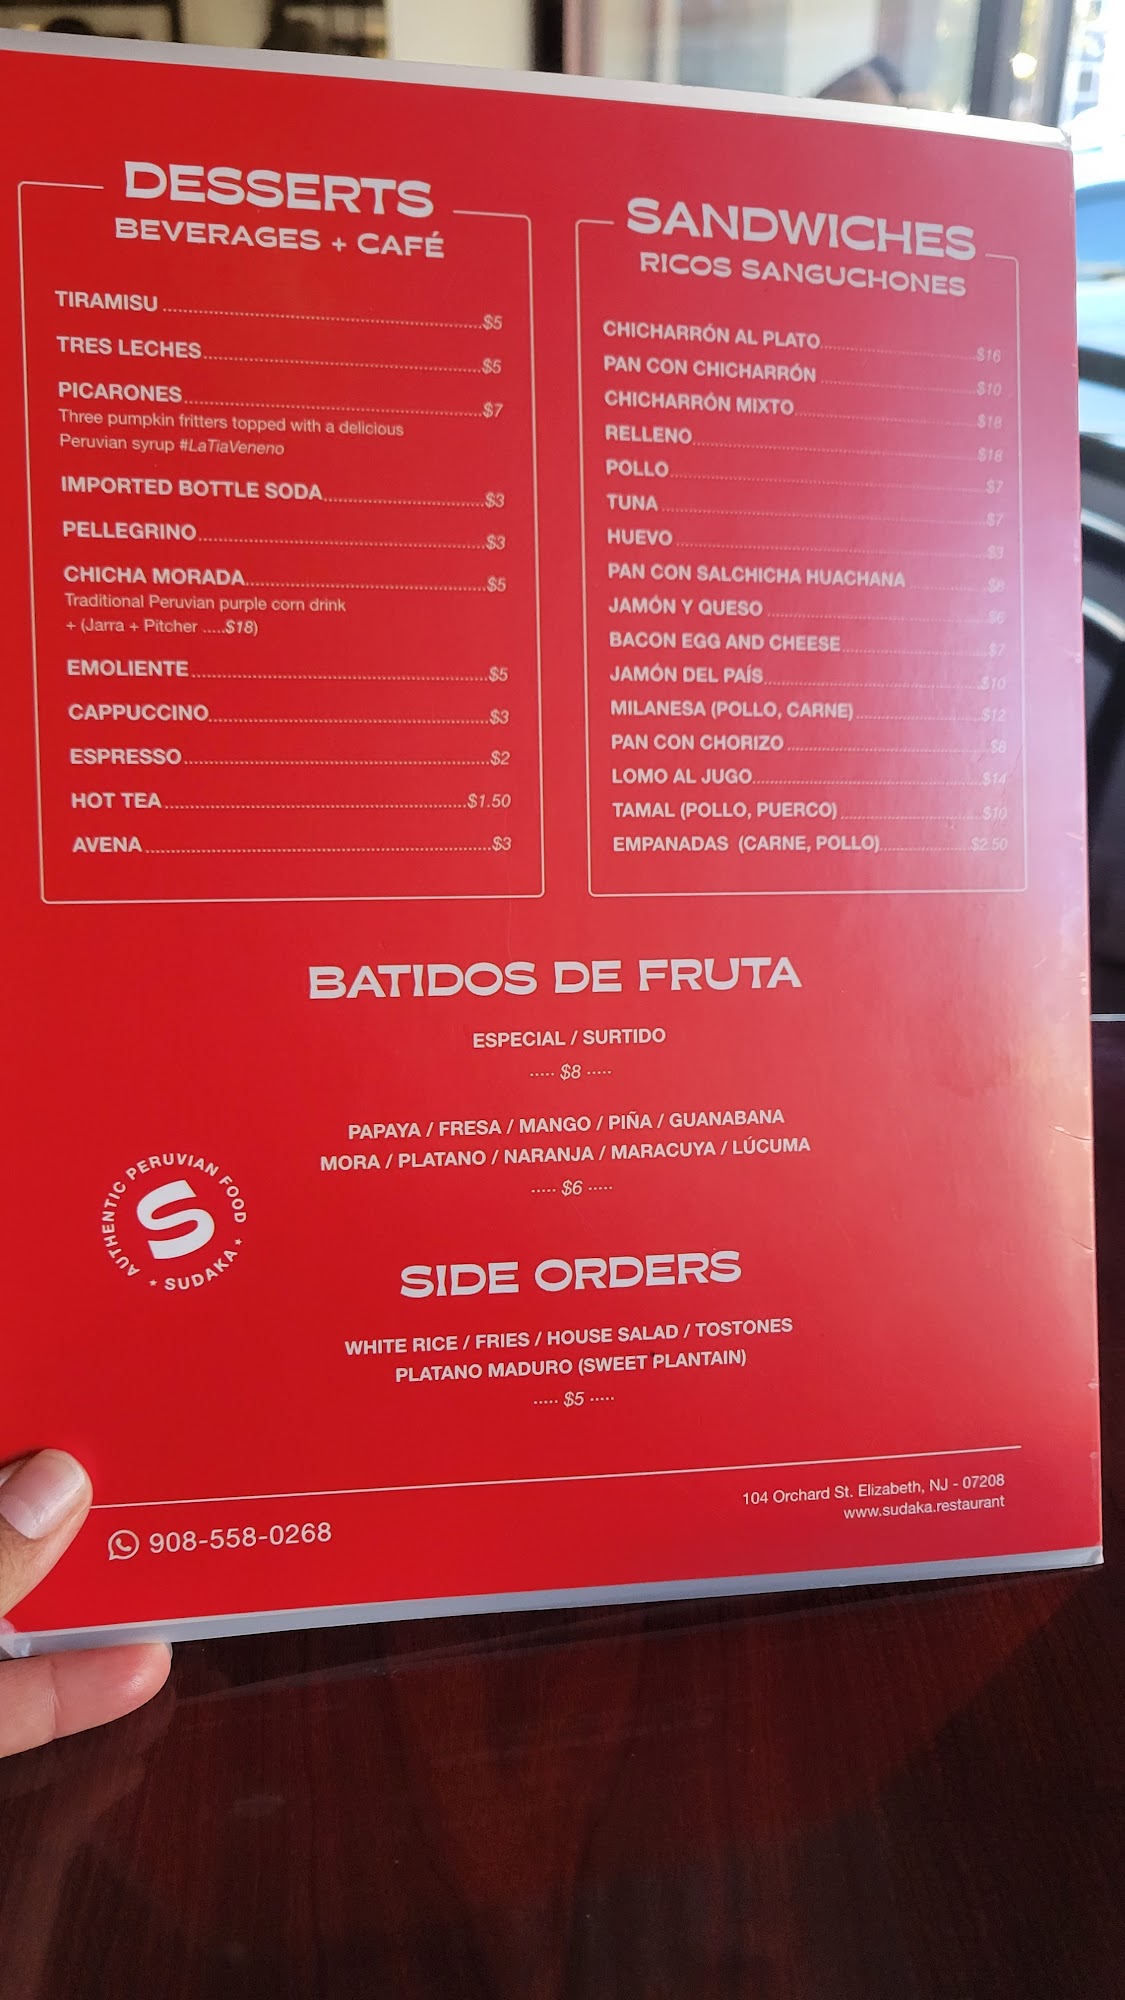 DESSERTS
BEVERAGES + CAFÉ
TIRAMISU ........ $5
TRES LECHES ........ $5
PICARONES ........ $7
Three pumpkin fritters topped with a delicious
Peruvian syrup #LaTiaVeneno
IMPORTED BOTTLE SODA ........ $3
PELLEGRINO ........ $3
CHICHA MORADA ........ $5
Traditional Peruvian purple corn drink
+ (Jarra + Pitcher .....$18)
EMOLIENTE ........ $5
CAPPUCCINO ........ $3
ESPRESSO ........ $2
HOT TEA ........ $1.50
AVENA ........ $3
SANDWICHES
RICOS SANGUCHONES
CHICHARRÓN AL PLATO ........ $16
PAN CON CHICHARRÓN ........ $10
CHICHARRÓN MIXTO ........ $18
RELLENO ........ $18
POLLO ........ $7
TUNA ........ $7
HUEVO ........ $3
PAN CON SALCHICHA HUACHANA ........ $8
JAMÓN Y QUESO ........ $6
BACON EGG AND CHEESE ........ $7
JAMÓN DEL PAÍS ........ $10
MILANESA (POLLO, CARNE) ........ $12
PAN CON CHORIZO ........ $8
LOMO AL JUGO ........ $14
TAMAL (POLLO, PUERCO) ........ $10
EMPANADAS (CARNE, POLLO) ........ $2.50
BATIDOS DE FRUTA
ESPECIAL / SURTIDO
..... $8 .....
PAPAYA / FRESA / MANGO / PIÑA / GUANABANA
MORA / PLATANO / NARANJA / MARACUYA / LÚCUMA
..... $6 .....
AUTHENTIC PERUVIAN FOOD
S
* SUDAKA *
SIDE ORDERS
WHITE RICE / FRIES / HOUSE SALAD / TOSTONES
PLATANO MADURO (SWEET PLANTAIN)
..... $5 .....
908-558-0268
104 Orchard St. Elizabeth, NJ - 07208
www.sudaka.restaurant